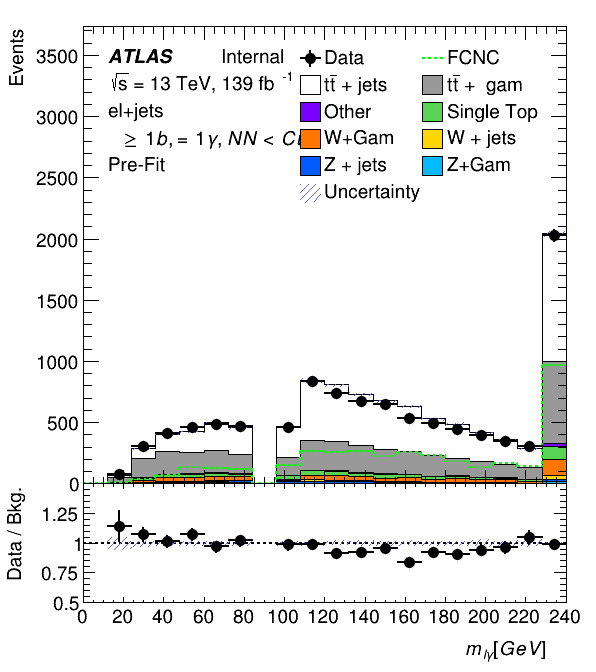 Events
3500
3000
2500
2000
1500
1000
500
0
ATLAS Internal
√s = 13 TeV, 139 fb⁻¹
el+jets
≥ 1b, = 1γ, NN < C
Pre-Fit
Data
FCNC
tt̄ + jets
tt̄ + gam
Other
Single Top
W+Gam
W + jets
Z + jets
Z+Gam
Uncertainty
Data / Bkg.
1.25
1
0.75
0.5
0 20 40 60 80 100 120 140 160 180 200 220 240
m_lγ[GeV]